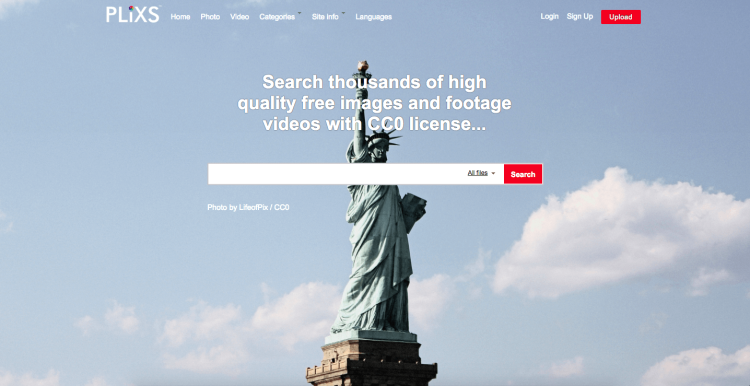 PLiXS Home Photo Video Categories Site info Languages Login Sign Up Upload
Search thousands of high
quality free images and footage
videos with CC0 license...
All files Search
Photo by LifeofPix / CC0